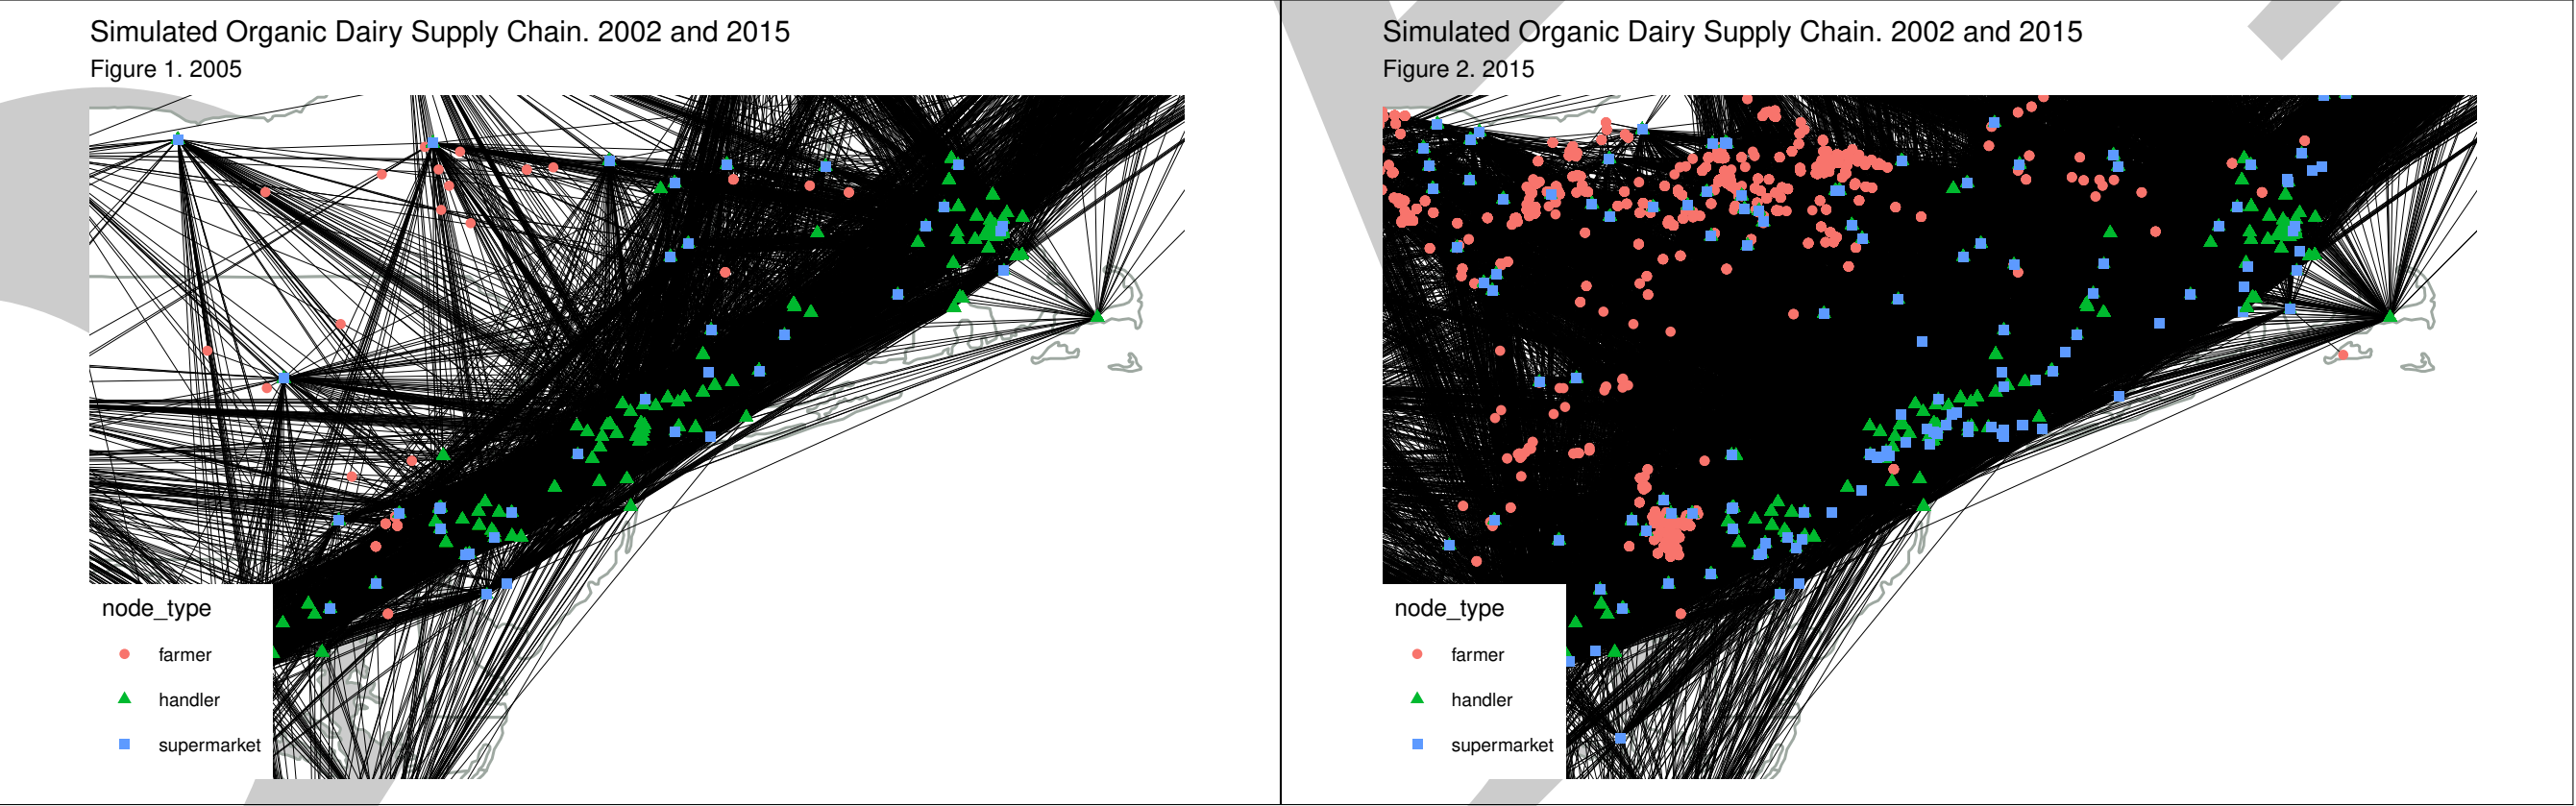 Simulated Organic Dairy Supply Chain. 2002 and 2015
Figure 1. 2005
node_type
farmer
handler
supermarket
Simulated Organic Dairy Supply Chain. 2002 and 2015
Figure 2. 2015
node_type
farmer
handler
supermarket